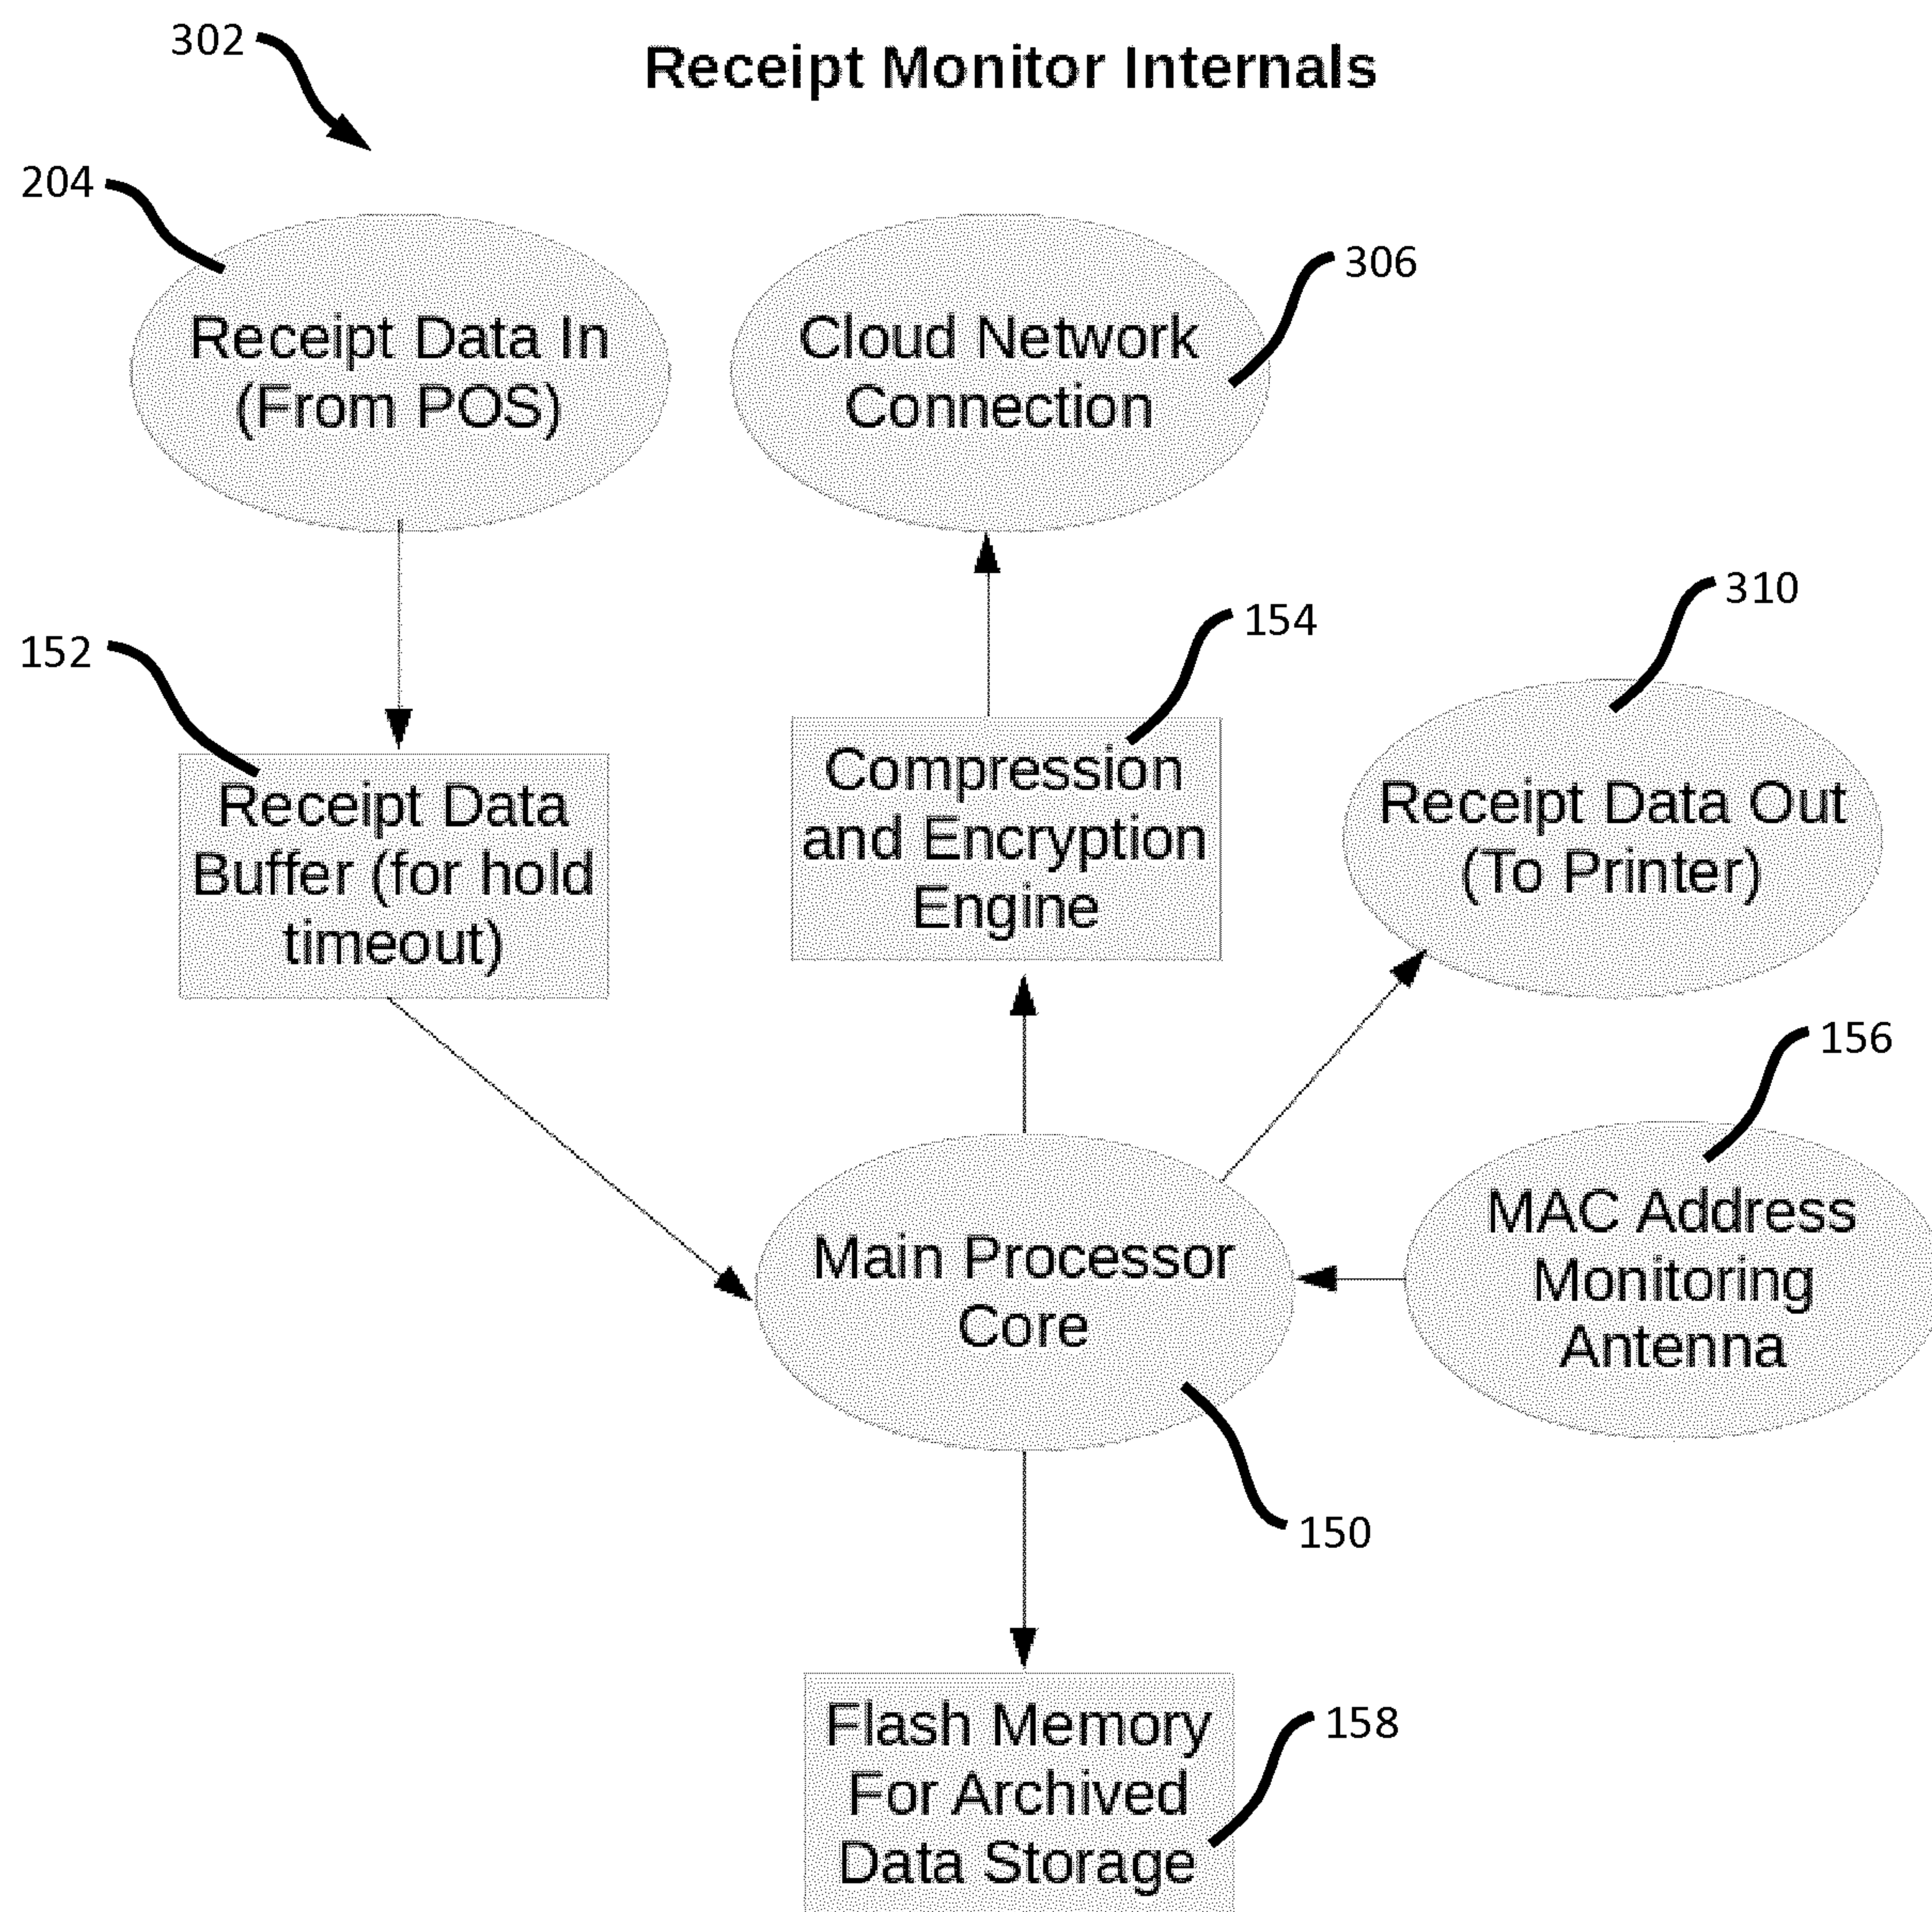 302
Receipt Monitor Internals
204
Receipt Data In
(From POS)
Cloud Network
Connection
306
152
Receipt Data
Buffer (for hold
timeout)
154
Compression
and Encryption
Engine
310
Receipt Data Out
(To Printer)
156
MAC Address
Monitoring
Antenna
Main Processor
Core
150
Flash Memory
For Archived
Data Storage
158